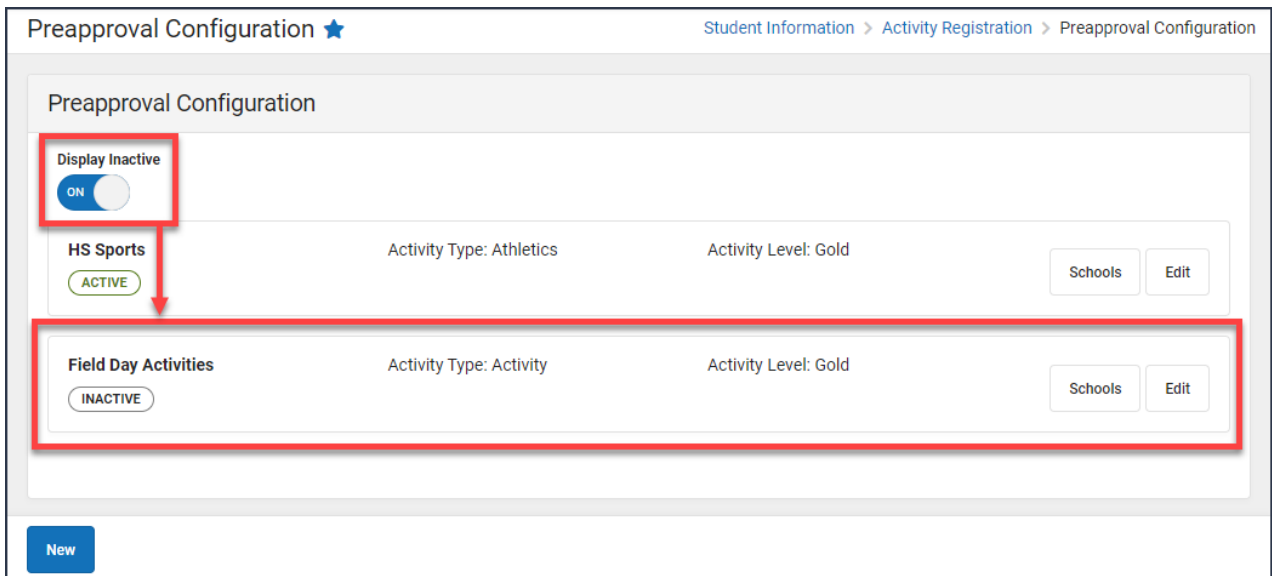 Preapproval Configuration
Student Information > Activity Registration > Preapproval Configuration
Preapproval Configuration
Display Inactive
ON
HS Sports
Activity Type: Athletics
Activity Level: Gold
ACTIVE
Schools
Edit
Field Day Activities
Activity Type: Activity
Activity Level: Gold
INACTIVE
Schools
Edit
New